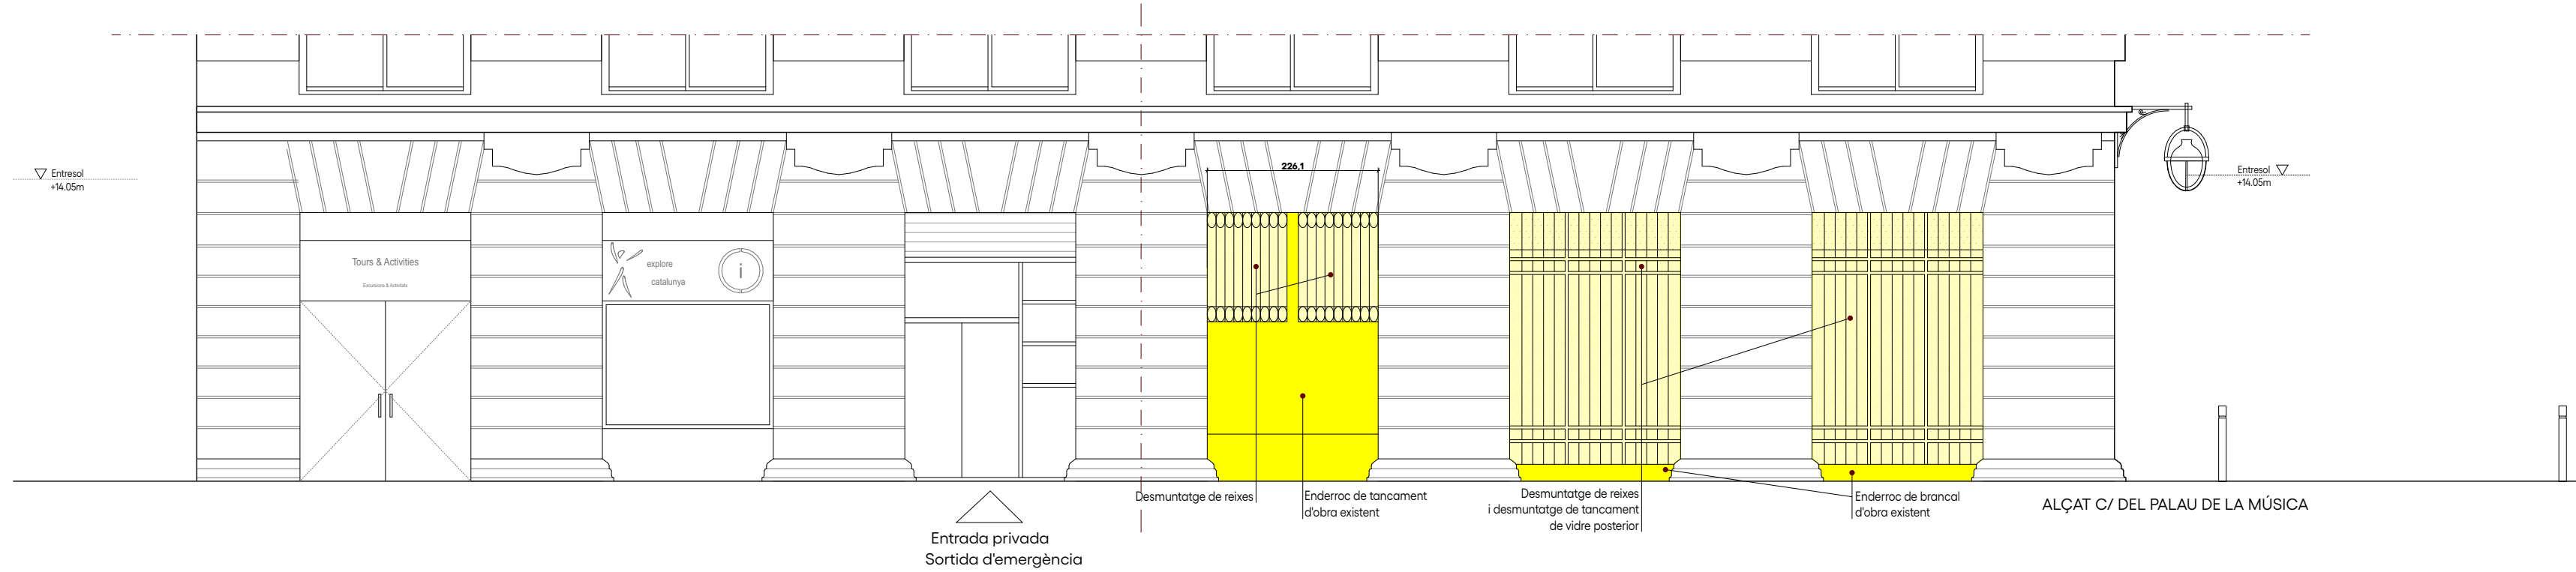 226,1
Entresol
+14.05m
Entresol
+14.05m
Tours & Activities
Excursions & Activitats
explore
catalunya
i
Desmuntatge de reixes
Enderroc de tancament
d'obra existent
Desmuntatge de reixes
i desmuntatge de tancament
de vidre posterior
Enderroc de brancal
d'obra existent
ALÇAT C/ DEL PALAU DE LA MÚSICA
Entrada privada
Sortida d'emergència